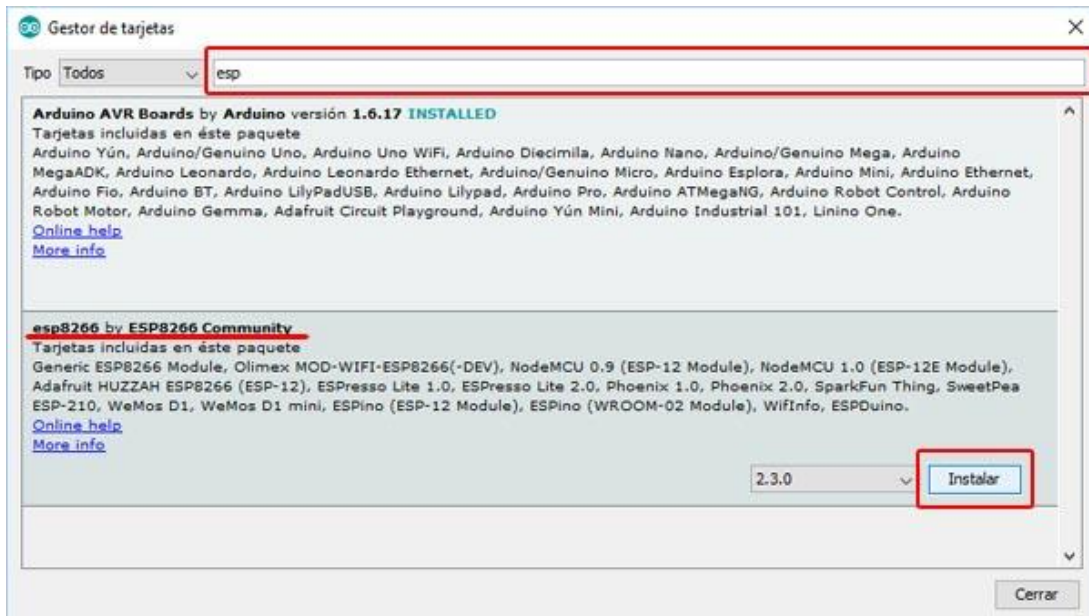 Gestor de tarjetas
Tipo Todos esp
Arduino AVR Boards by Arduino versión 1.6.17 INSTALLED
Tarjetas incluidas en éste paquete
Arduino Yún, Arduino/Genuino Uno, Arduino Uno WiFi, Arduino Diecimila, Arduino Nano, Arduino/Genuino Mega, Arduino
MegaADK, Arduino Leonardo, Arduino Leonardo Ethernet, Arduino/Genuino Micro, Arduino Esplora, Arduino Mini, Arduino Ethernet,
Arduino Fio, Arduino BT, Arduino LilyPadUSB, Arduino Lilypad, Arduino Pro, Arduino ATMegaNG, Arduino Robot Control, Arduino
Robot Motor, Arduino Gemma, Adafruit Circuit Playground, Arduino Yún Mini, Arduino Industrial 101, Linino One.
Online help
More info
esp8266 by ESP8266 Community
Tarjetas incluidas en éste paquete
Generic ESP8266 Module, Olimex MOD-WIFI-ESP8266(-DEV), NodeMCU 0.9 (ESP-12 Module), NodeMCU 1.0 (ESP-12E Module),
Adafruit HUZZAH ESP8266 (ESP-12), ESPresso Lite 1.0, ESPresso Lite 2.0, Phoenix 1.0, Phoenix 2.0, SparkFun Thing, SweetPea
ESP-210, WeMos D1, WeMos D1 mini, ESPino (ESP-12 Module), ESPino (WROOM-02 Module), WifInfo, ESPDuino.
Online help
More info
2.3.0 Instalar
Cerrar